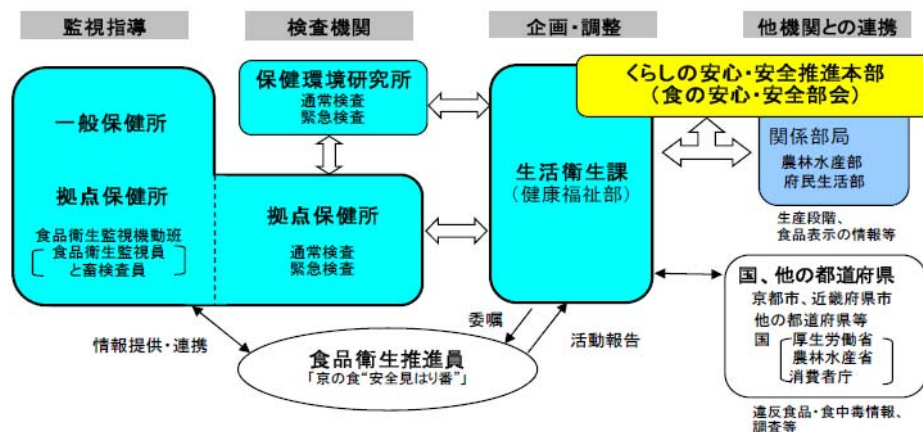 監視指導
検査機関
企画・調整
他機関との連携
一般保健所
拠点保健所
食品衛生監視機動班
食品衛生監視員
と畜検査員
保健環境研究所
通常検査
緊急検査
拠点保健所
通常検査
緊急検査
くらしの安心・安全推進本部
(食の安心・安全部会)
生活衛生課
(健康福祉部)
関係部局
農林水産部
府民生活部
生産段階、
食品表示の情報等
国、他の都道府県
京都市、近畿府県市
他の都道府県等
国 厚生労働省
農林水産省
消費者庁
違反食品・食中毒情報、
調査等
情報提供・連携
委嘱
活動報告
食品衛生推進員
「京の食“安全見はり番”」